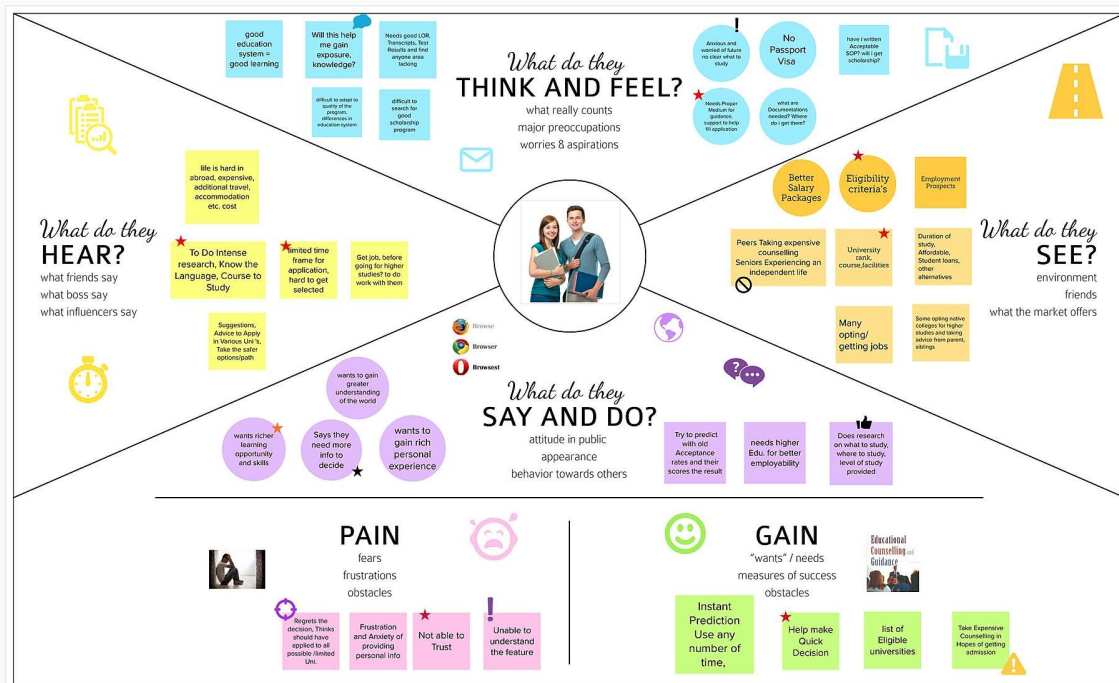 good
education
system =
good learning
Will this help
me gain
exposure,
knowledge?
Needs good LOR,
Transcripts, Test
Results and find
anyone area
lacking
difficult to adapt to
quality of the
program,
differences in
education system
difficult to
search for
good
scholarship
program
What do they
THINK AND FEEL?
what really counts
major preoccupations
worries & aspirations
!
Anxious and
worried of future
no clear what to
study
No
Passport
Visa
have I written
Acceptable
SOP? will i get
scholarship?
Needs Proper
Medium for
guidance,
support to help
fill application
what are
Documentations
needed? Where
do i get them?
What do they
HEAR?
what friends say
what boss say
what influencers say
life is hard in
abroad, expensive,
additional travel,
accommodation
etc. cost
To Do Intense
research, Know the
Language, Course to
Study
limited time
frame for
application,
hard to get
selected
Get job, before
going for higher
studies? to do
work with them
Suggestions,
Advice to Apply
in Various Uni 's,
Take the safer
options/path
Better
Salary
Packages
Eligibility
criteria's
Employment
Prospects
Peers Taking expensive
counselling
Seniors Experiencing an
independent life
University
rank,
course,facilities
Duration of
study,
Affordable,
Student loans,
other
alternatives
Many
opting/
getting jobs
Some opting native
colleges for higher
studies and taking
advice from parent,
siblings
What do they
SEE?
environment
friends
what the market offers
Browse
Browser
Browsest
What do they
SAY AND DO?
attitude in public
appearance
behavior towards others
wants to gain
greater
understanding
of the world
wants richer
learning
opportunity
and skills
Says they
need more
info to
decide
wants to
gain rich
personal
experience
?
Try to predict
with old
Acceptance
rates and their
scores the result
needs higher
Edu. for better
employability
Does research
on what to study,
where to study,
level of study
provided
PAIN
fears
frustrations
obstacles
Regrets the
decision, Thinks
should have
applied to all
possible /limited
Uni.
Frustration
and Anxiety of
providing
personal info
Not able to
Trust
!
Unable to
understand
the feature
GAIN
"wants" / needs
measures of success
obstacles
Educational
Counselling and
Guidance
Instant
Prediction
Use any
number of
time,
Help make
Quick
Decision
list of
Eligible
universities
Take Expensive
Counselling in
Hopes of getting
admission
!